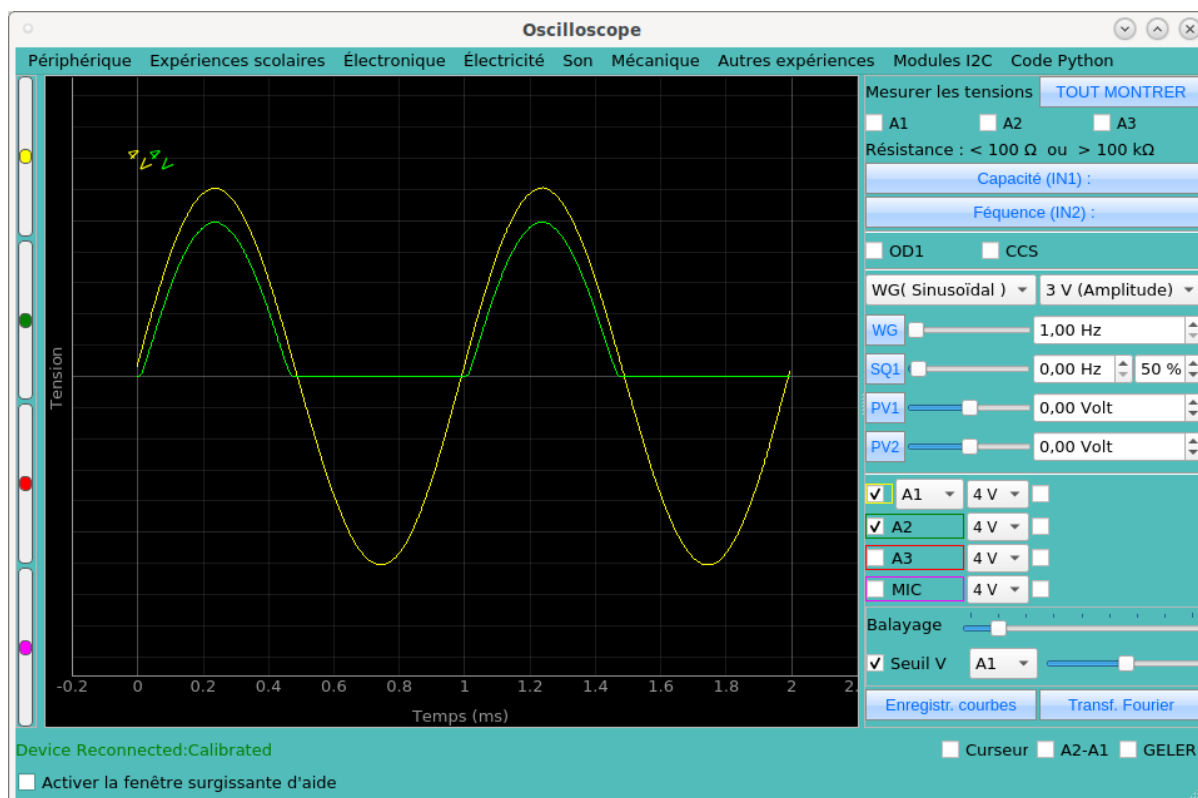 Oscilloscope
Périphérique Expériences scolaires Électronique Électricité Son Mécanique Autres expériences Modules I2C Code Python
Mesurer les tensions TOUT MONTRER
A1 A2 A3
Résistance : < 100 Ω ou > 100 kΩ
Capacité (IN1) :
Féquence (IN2) :
OD1 CCS
WG( Sinusoïdal ) 3 V (Amplitude)
WG 1,00 Hz
SQ1 0,00 Hz 50 %
PV1 0,00 Volt
PV2 0,00 Volt
A1 4 V
A2 4 V
A3 4 V
MIC 4 V
Balayage
Seuil V A1
Enregistr. courbes Transf. Fourier
Tension
-0.2 0 0.2 0.4 0.6 0.8 1 1.2 1.4 1.6 1.8 2 2.
Temps (ms)
Device Reconnected:Calibrated
Curseur A2-A1 GELER
Activer la fenêtre surgissante d'aide